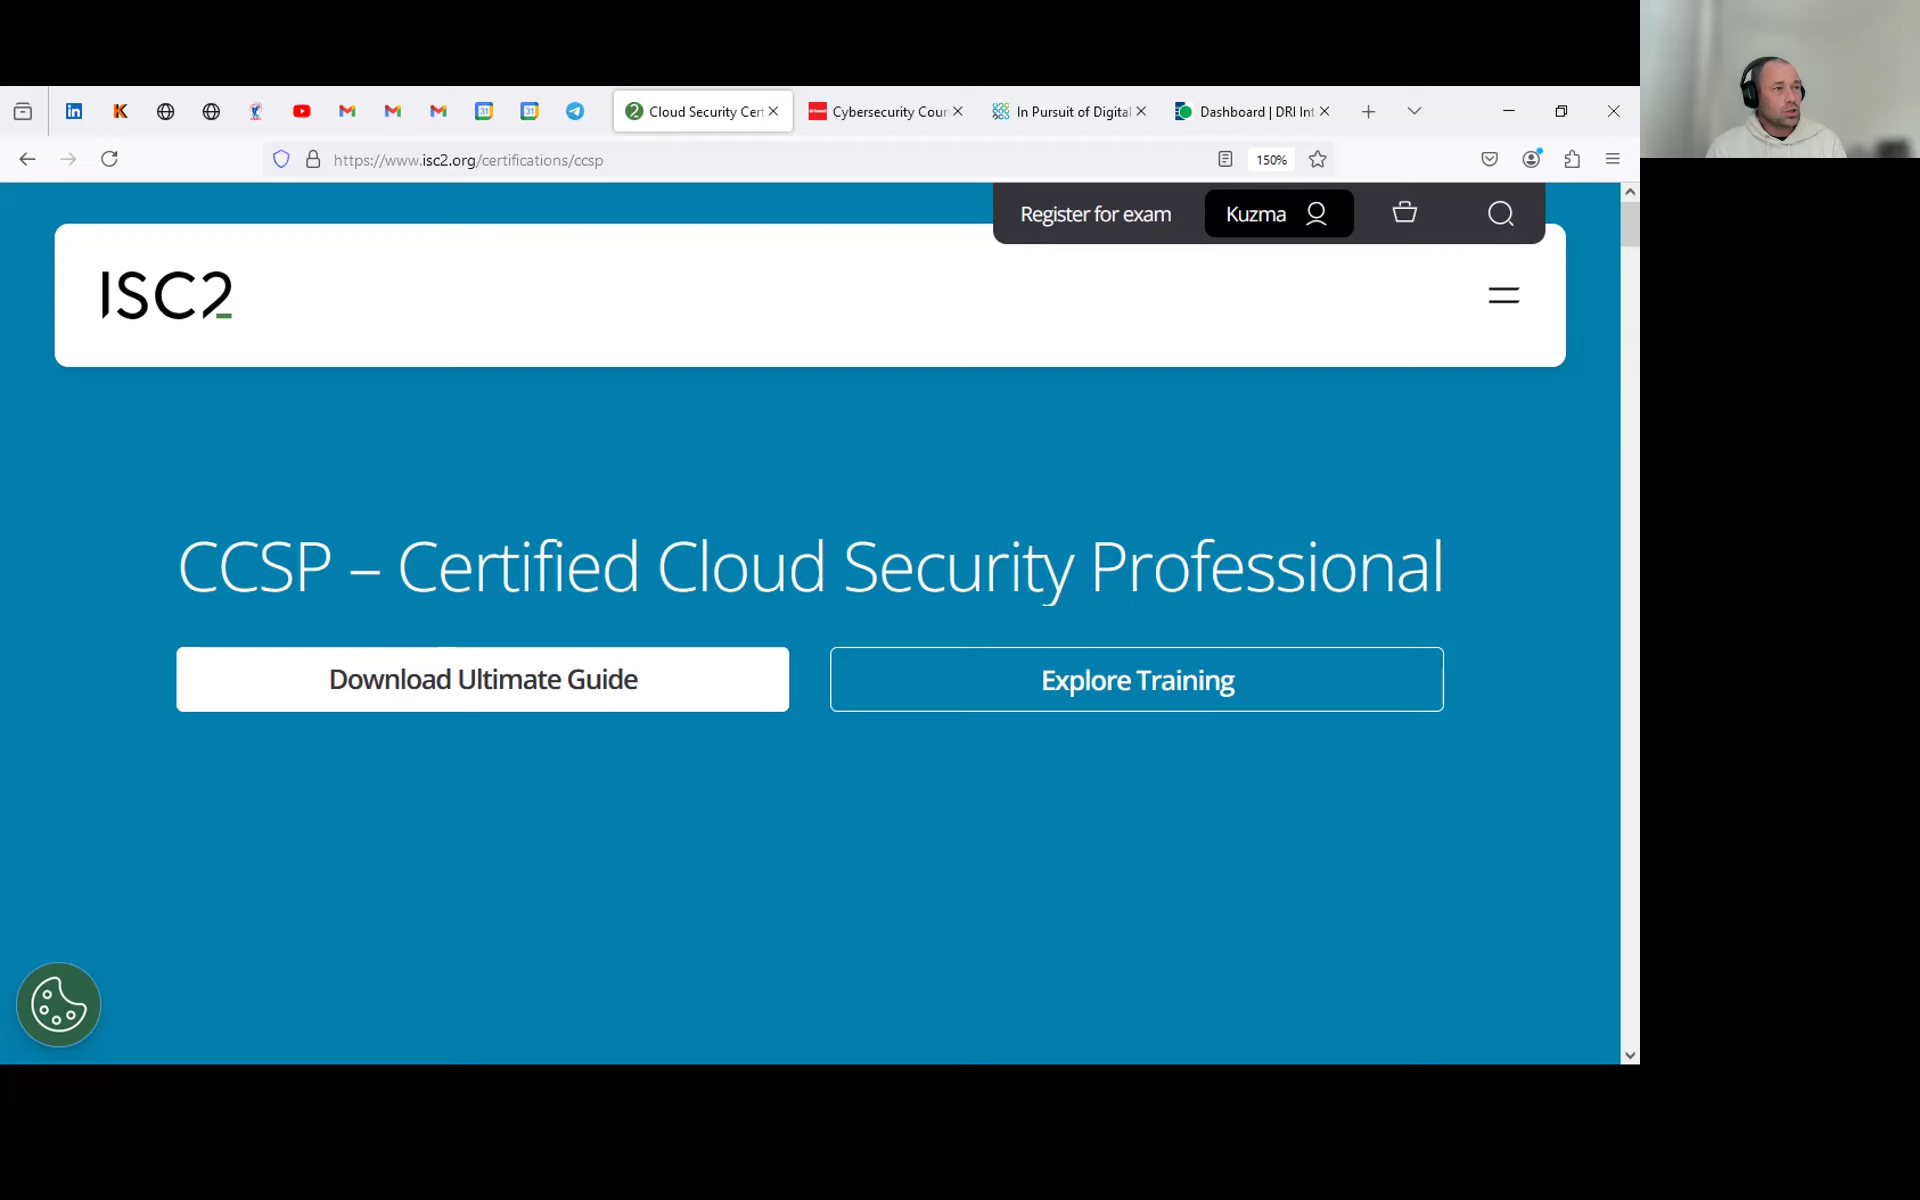 Cloud Security Cert
Cybersecurity Cour
In Pursuit of Digital
Dashboard | DRI Int
https://www.isc2.org/certifications/ccsp
150%
Register for exam
Kuzma
ISC2
CCSP – Certified Cloud Security Professional
Download Ultimate Guide
Explore Training